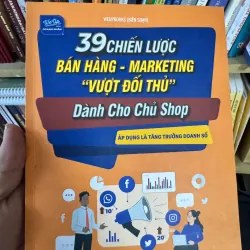 39 CHIẾN LƯỢC
BÁN HÀNG - MARKETING
"VƯỢT ĐỐI THỦ"
Dành Cho Chủ Shop
ÁP DỤNG LÀ TĂNG TRƯỞNG DOANH SỐ